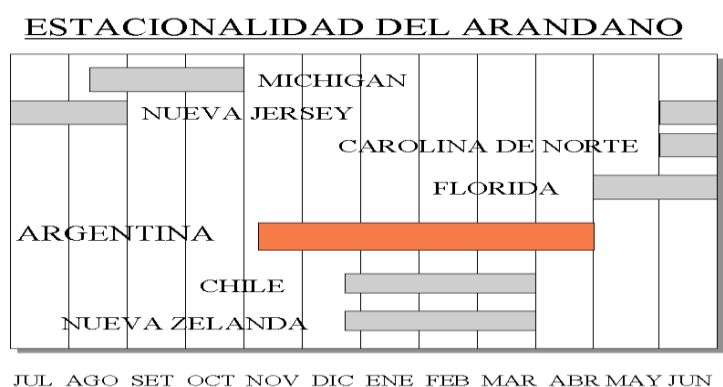 ESTACIONALIDAD DEL ARANDANO
MICHIGAN
NUEVA JERSEY
CAROLINA DE NORTE
FLORIDA
ARGENTINA
CHILE
NUEVA ZELANDA
JUL AGO SET OCT NOV DIC ENE FEB MAR ABR MAY JUN